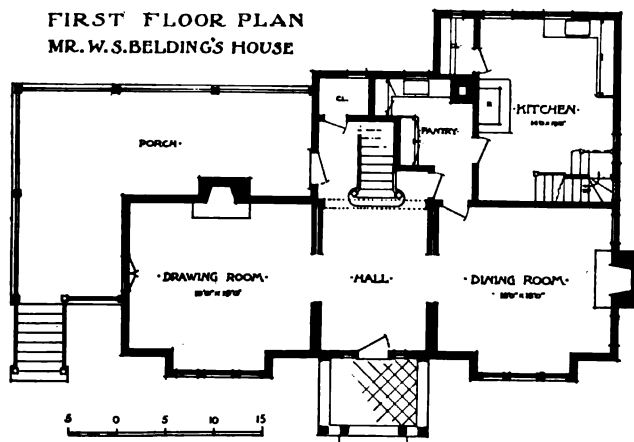 FIRST FLOOR PLAN
MR. W. S. BELDING'S HOUSE
CL.
KITCHEN
PORCH
PANTRY
DRAWING ROOM
HALL
DINING ROOM
5 0 5 10 15